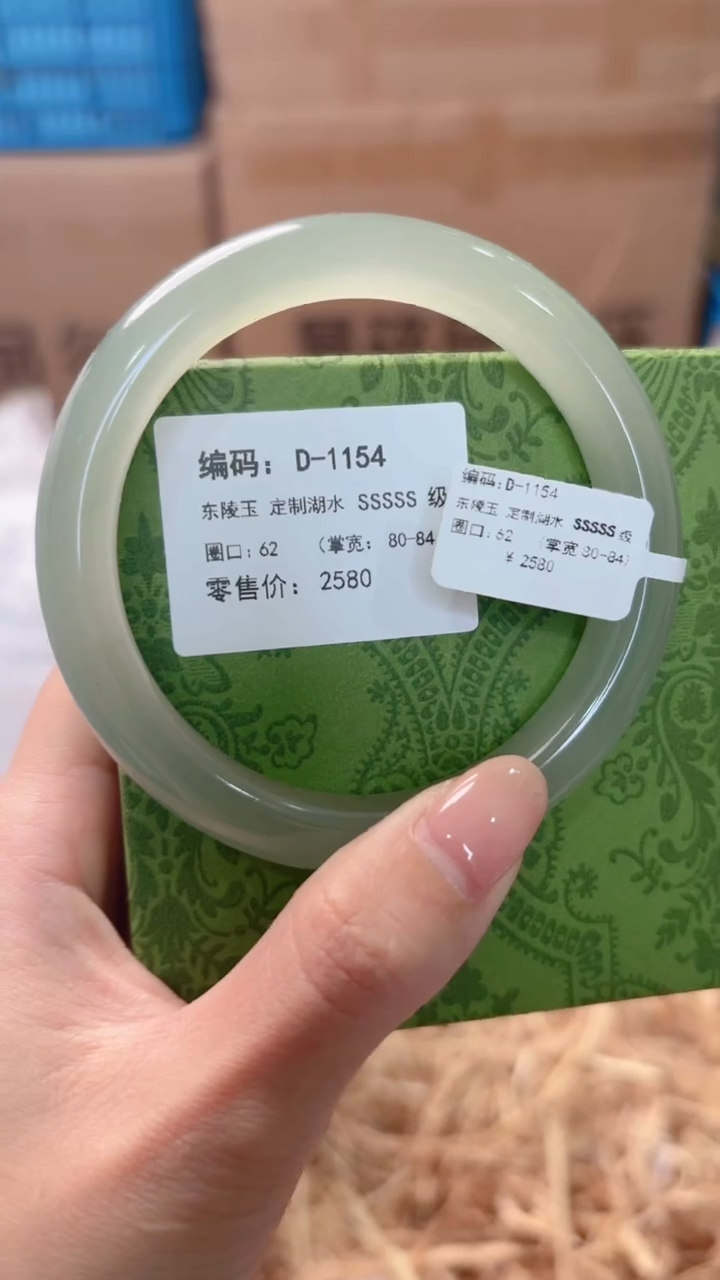 编码：D-1154
东陵玉 定制湖水 SSSSS 级
圈口：62 （掌宽： 80-84
零售价： 2580
编码：D-1154
东陵玉 定制湖水 SSSSS 级
圈口：62 （掌宽 80-84）
￥ 2580